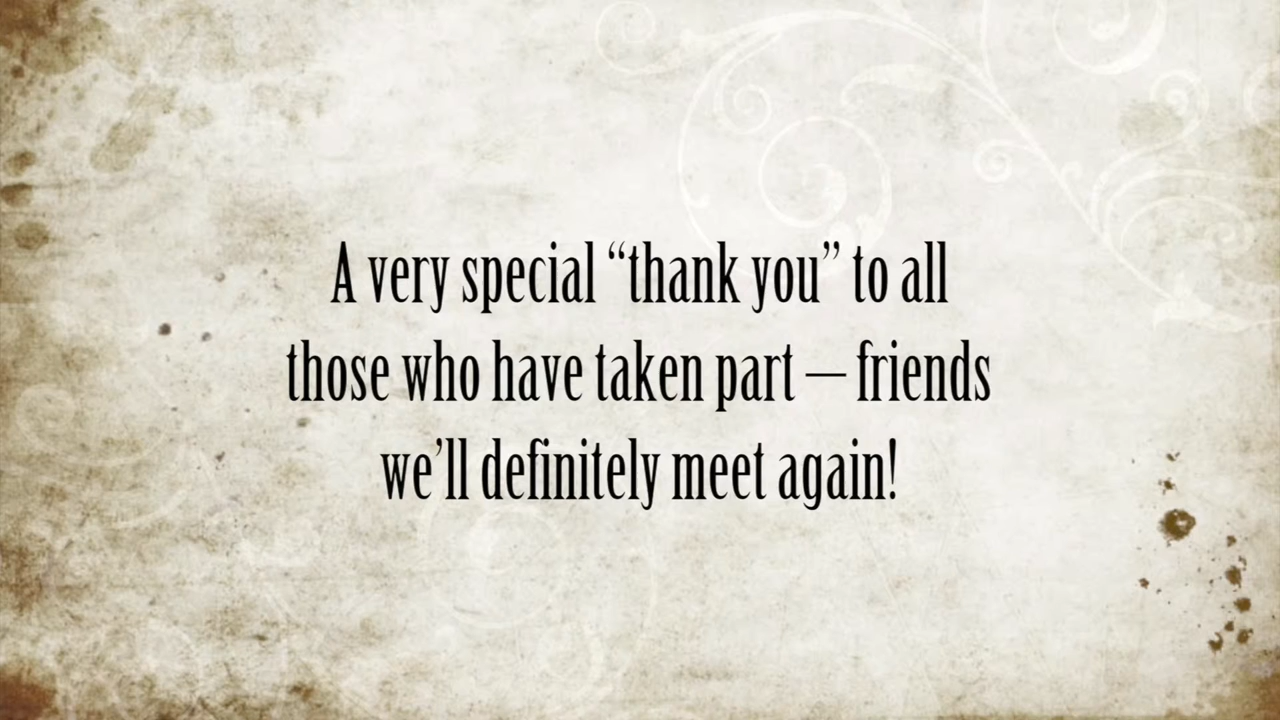 A very special “thank you” to all
those who have taken part – friends
we’ll definitely meet again!